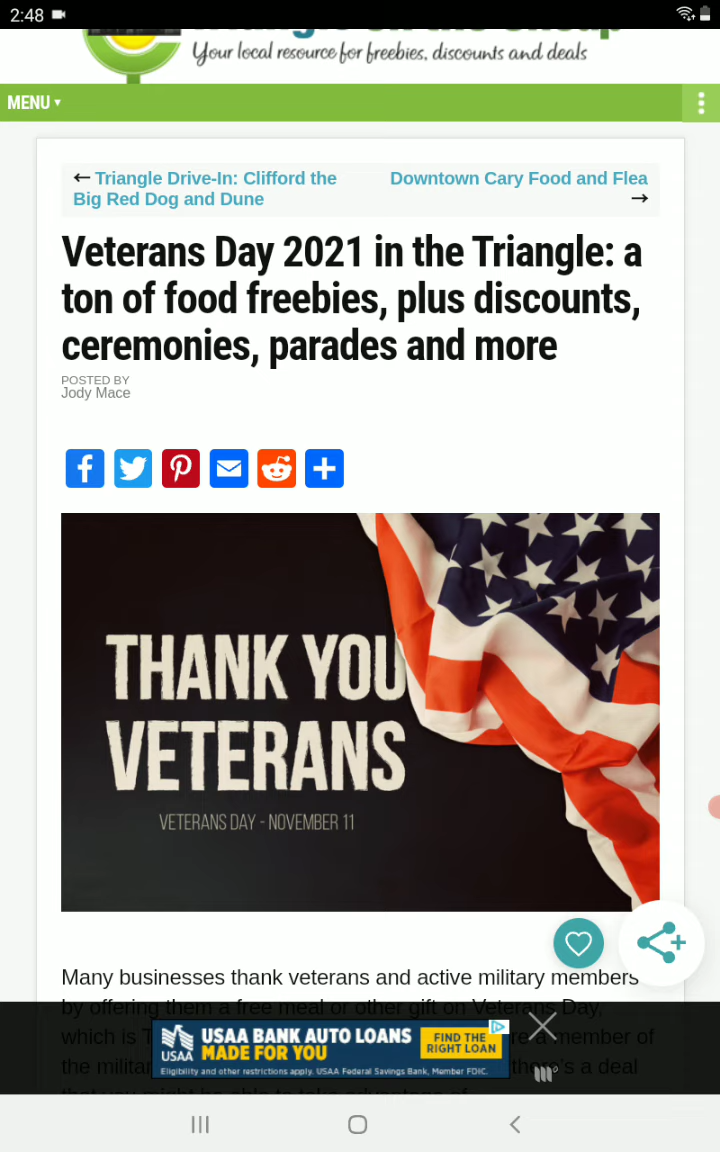 2:48
Your local resource for freebies, discounts and deals
MENU ▾
← Triangle Drive-In: Clifford the
Big Red Dog and Dune
Downtown Cary Food and Flea
→
Veterans Day 2021 in the Triangle: a
ton of food freebies, plus discounts,
ceremonies, parades and more
POSTED BY
Jody Mace
THANK YOU
VETERANS
VETERANS DAY - NOVEMBER 11
Many businesses thank veterans and active military members
by offering them a free meal or other gift on Veterans Day,
which is
a member of
the
there's a deal
USAA
USAA BANK AUTO LOANS
MADE FOR YOU
FIND THE
RIGHT LOAN
Eligibility and other restrictions apply. USAA Federal Savings Bank, Member FDIC.